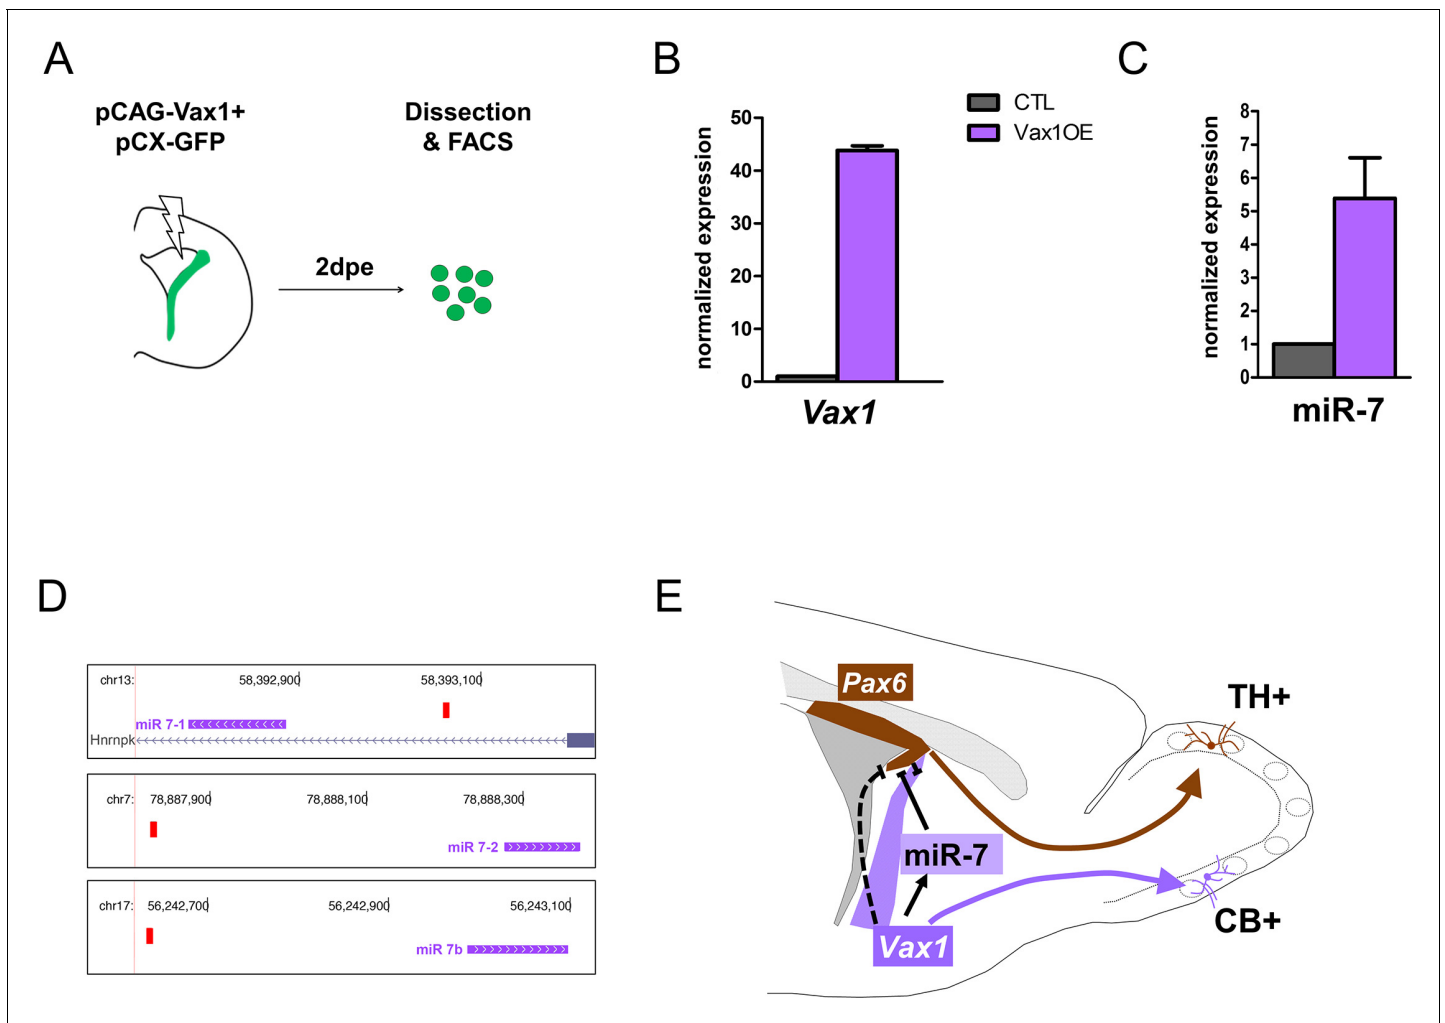 A
pCAG-Vax1+
pCX-GFP
Dissection
& FACS
2dpe
B
normalized expression
50
40
30
20
10
0
Vax1
CTL
Vax1OE
C
normalized expression
8
7
6
5
4
3
2
1
0
miR-7
D
chr13: 58,392,900 58,393,100
miR 7-1
Hnrnpk
chr7: 78,887,900 78,888,100 78,888,300
miR 7-2
chr17: 56,242,700 56,242,900 56,243,100
miR 7b
E
Pax6
TH+
miR-7
CB+
Vax1